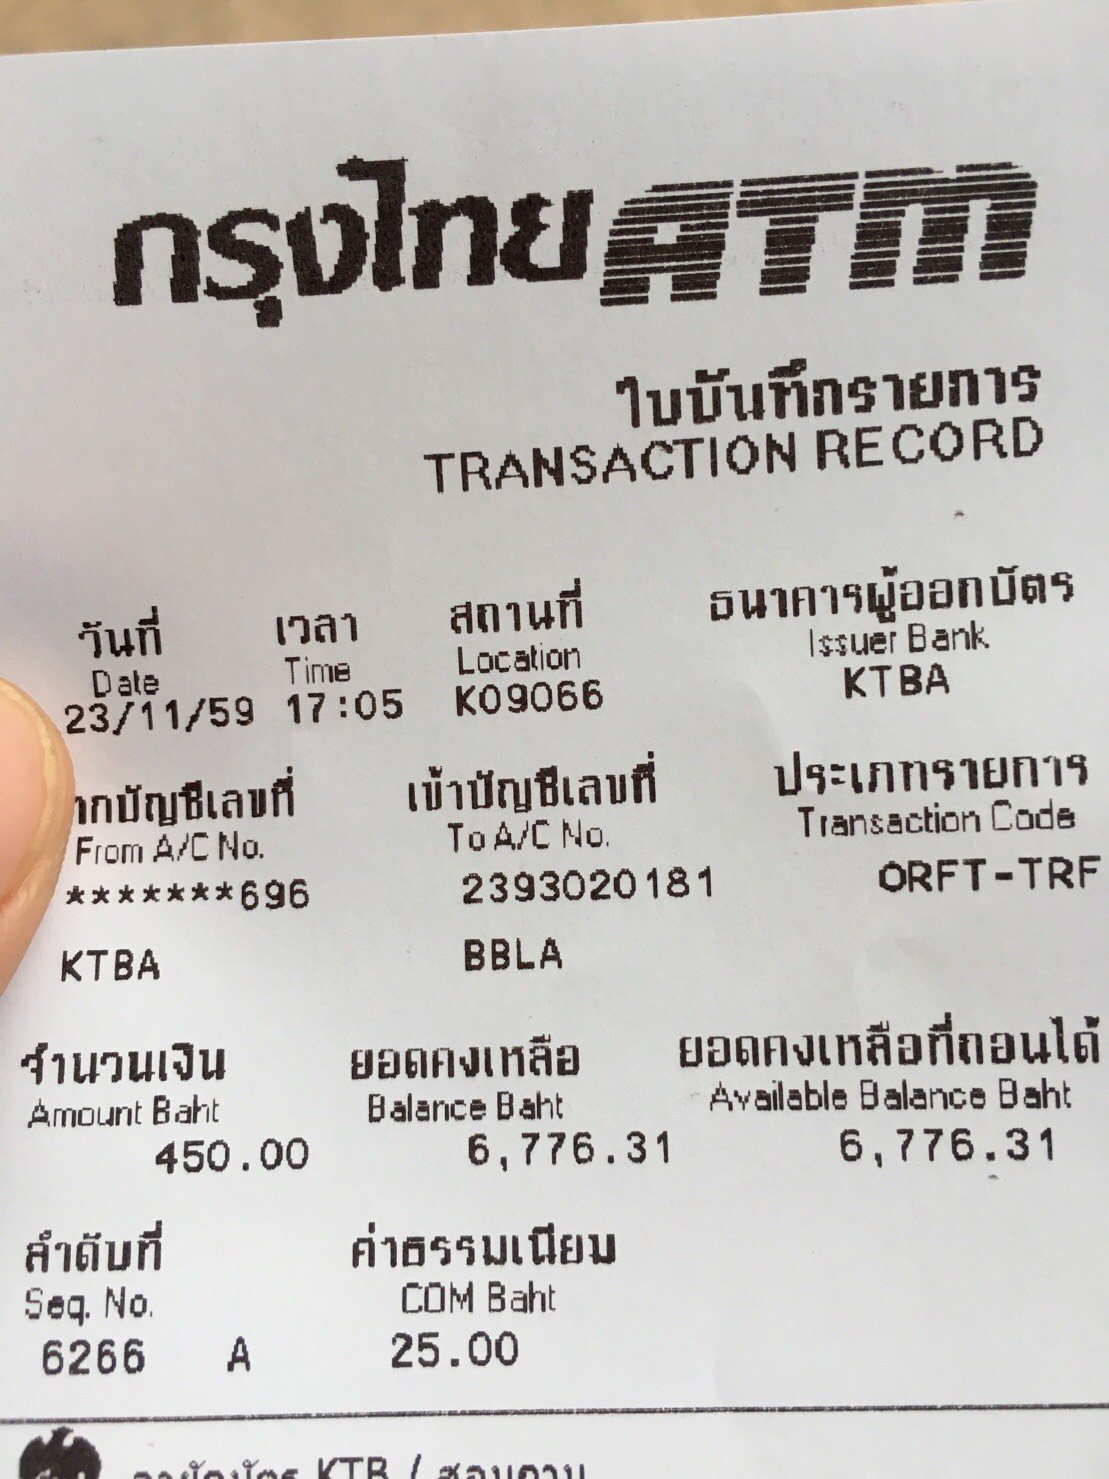 กรุงไทย ATM
ใบบันทึกรายการ
TRANSACTION RECORD
วันที่ เวลา สถานที่ ธนาคารผู้ออกบัตร
Date Time Location Issuer Bank
23/11/59 17:05 K09066 KTBA
ากบัญชีเลขที่ เข้าบัญชีเลขที่ ประเภทรายการ
From A/C No. To A/C No. Transaction Code
*******696 2393020181 ORFT-TRF
KTBA BBLA
จำนวนเงิน ยอดคงเหลือ ยอดคงเหลือที่ถอนได้
Amount Baht Balance Baht Available Balance Baht
450.00 6,776.31 6,776.31
ลำดับที่ ค่าธรรมเนียม
Seq. No. COM Baht
6266 A 25.00
KTB /